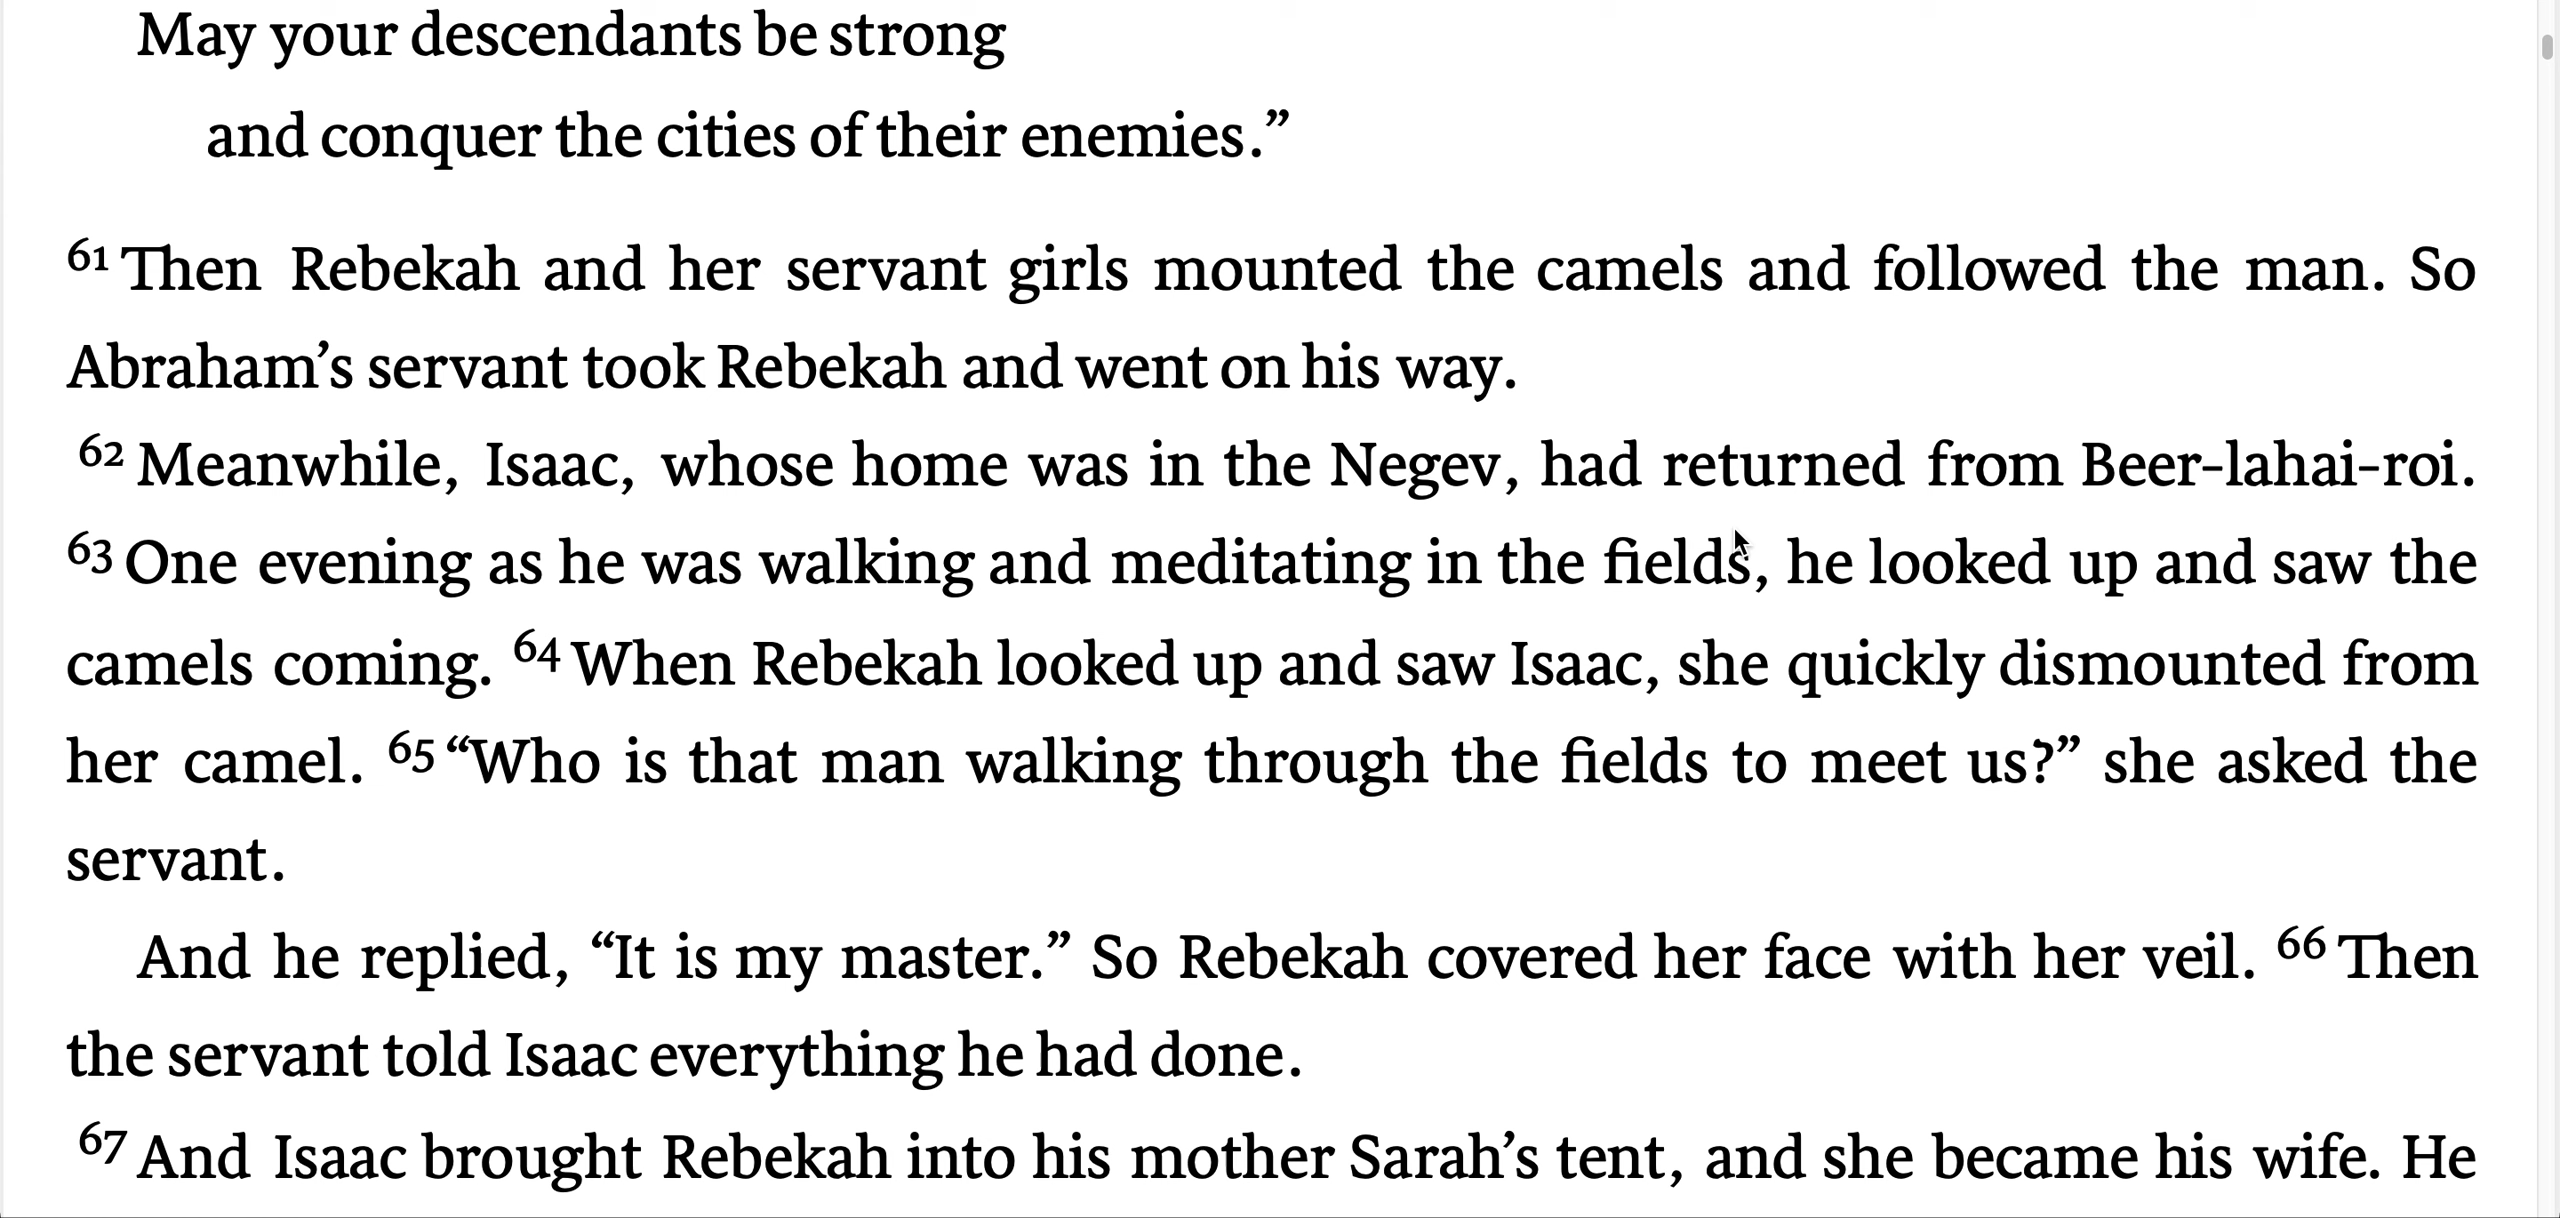 May your descendants be strong
and conquer the cities of their enemies.”
61 Then Rebekah and her servant girls mounted the camels and followed the man. So
Abraham’s servant took Rebekah and went on his way.
62 Meanwhile, Isaac, whose home was in the Negev, had returned from Beer-lahai-roi.
63 One evening as he was walking and meditating in the fields, he looked up and saw the
camels coming. 64 When Rebekah looked up and saw Isaac, she quickly dismounted from
her camel. 65 “Who is that man walking through the fields to meet us?” she asked the
servant.
And he replied, “It is my master.” So Rebekah covered her face with her veil. 66 Then
the servant told Isaac everything he had done.
67 And Isaac brought Rebekah into his mother Sarah’s tent, and she became his wife. He